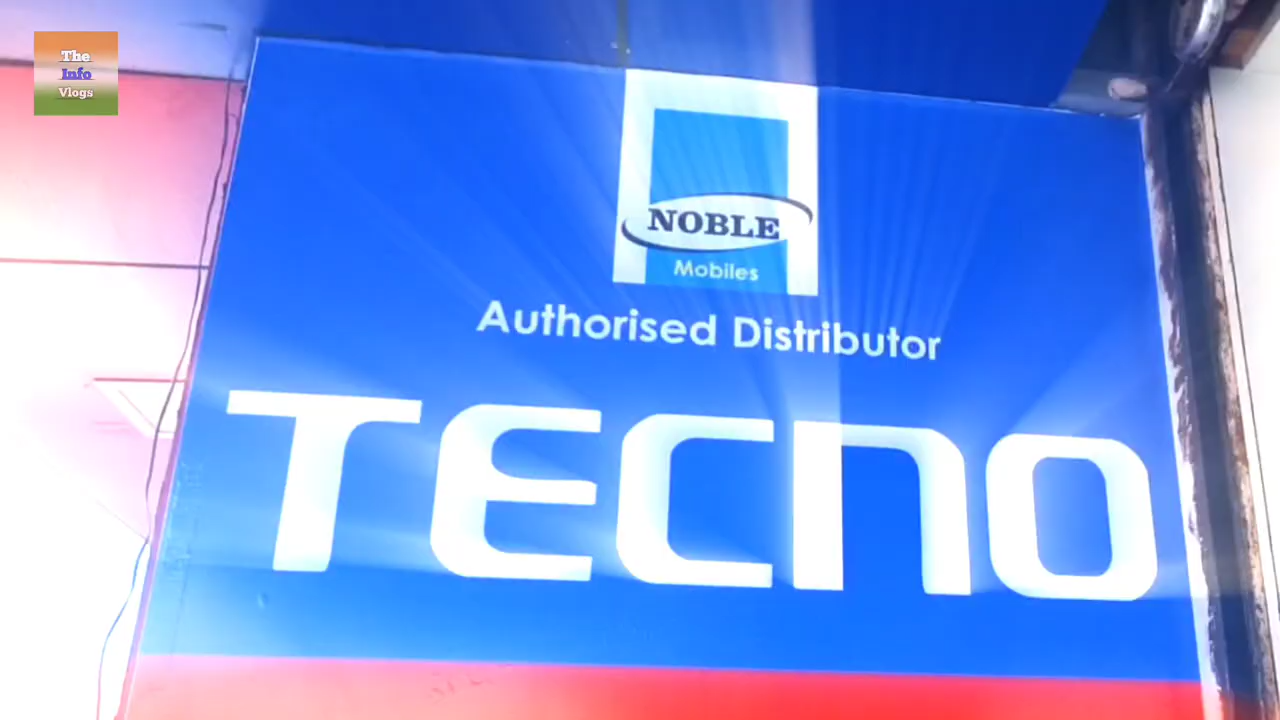 The
Info
Vlogs
NOBLE
Mobiles
Authorised Distributor
TECNO